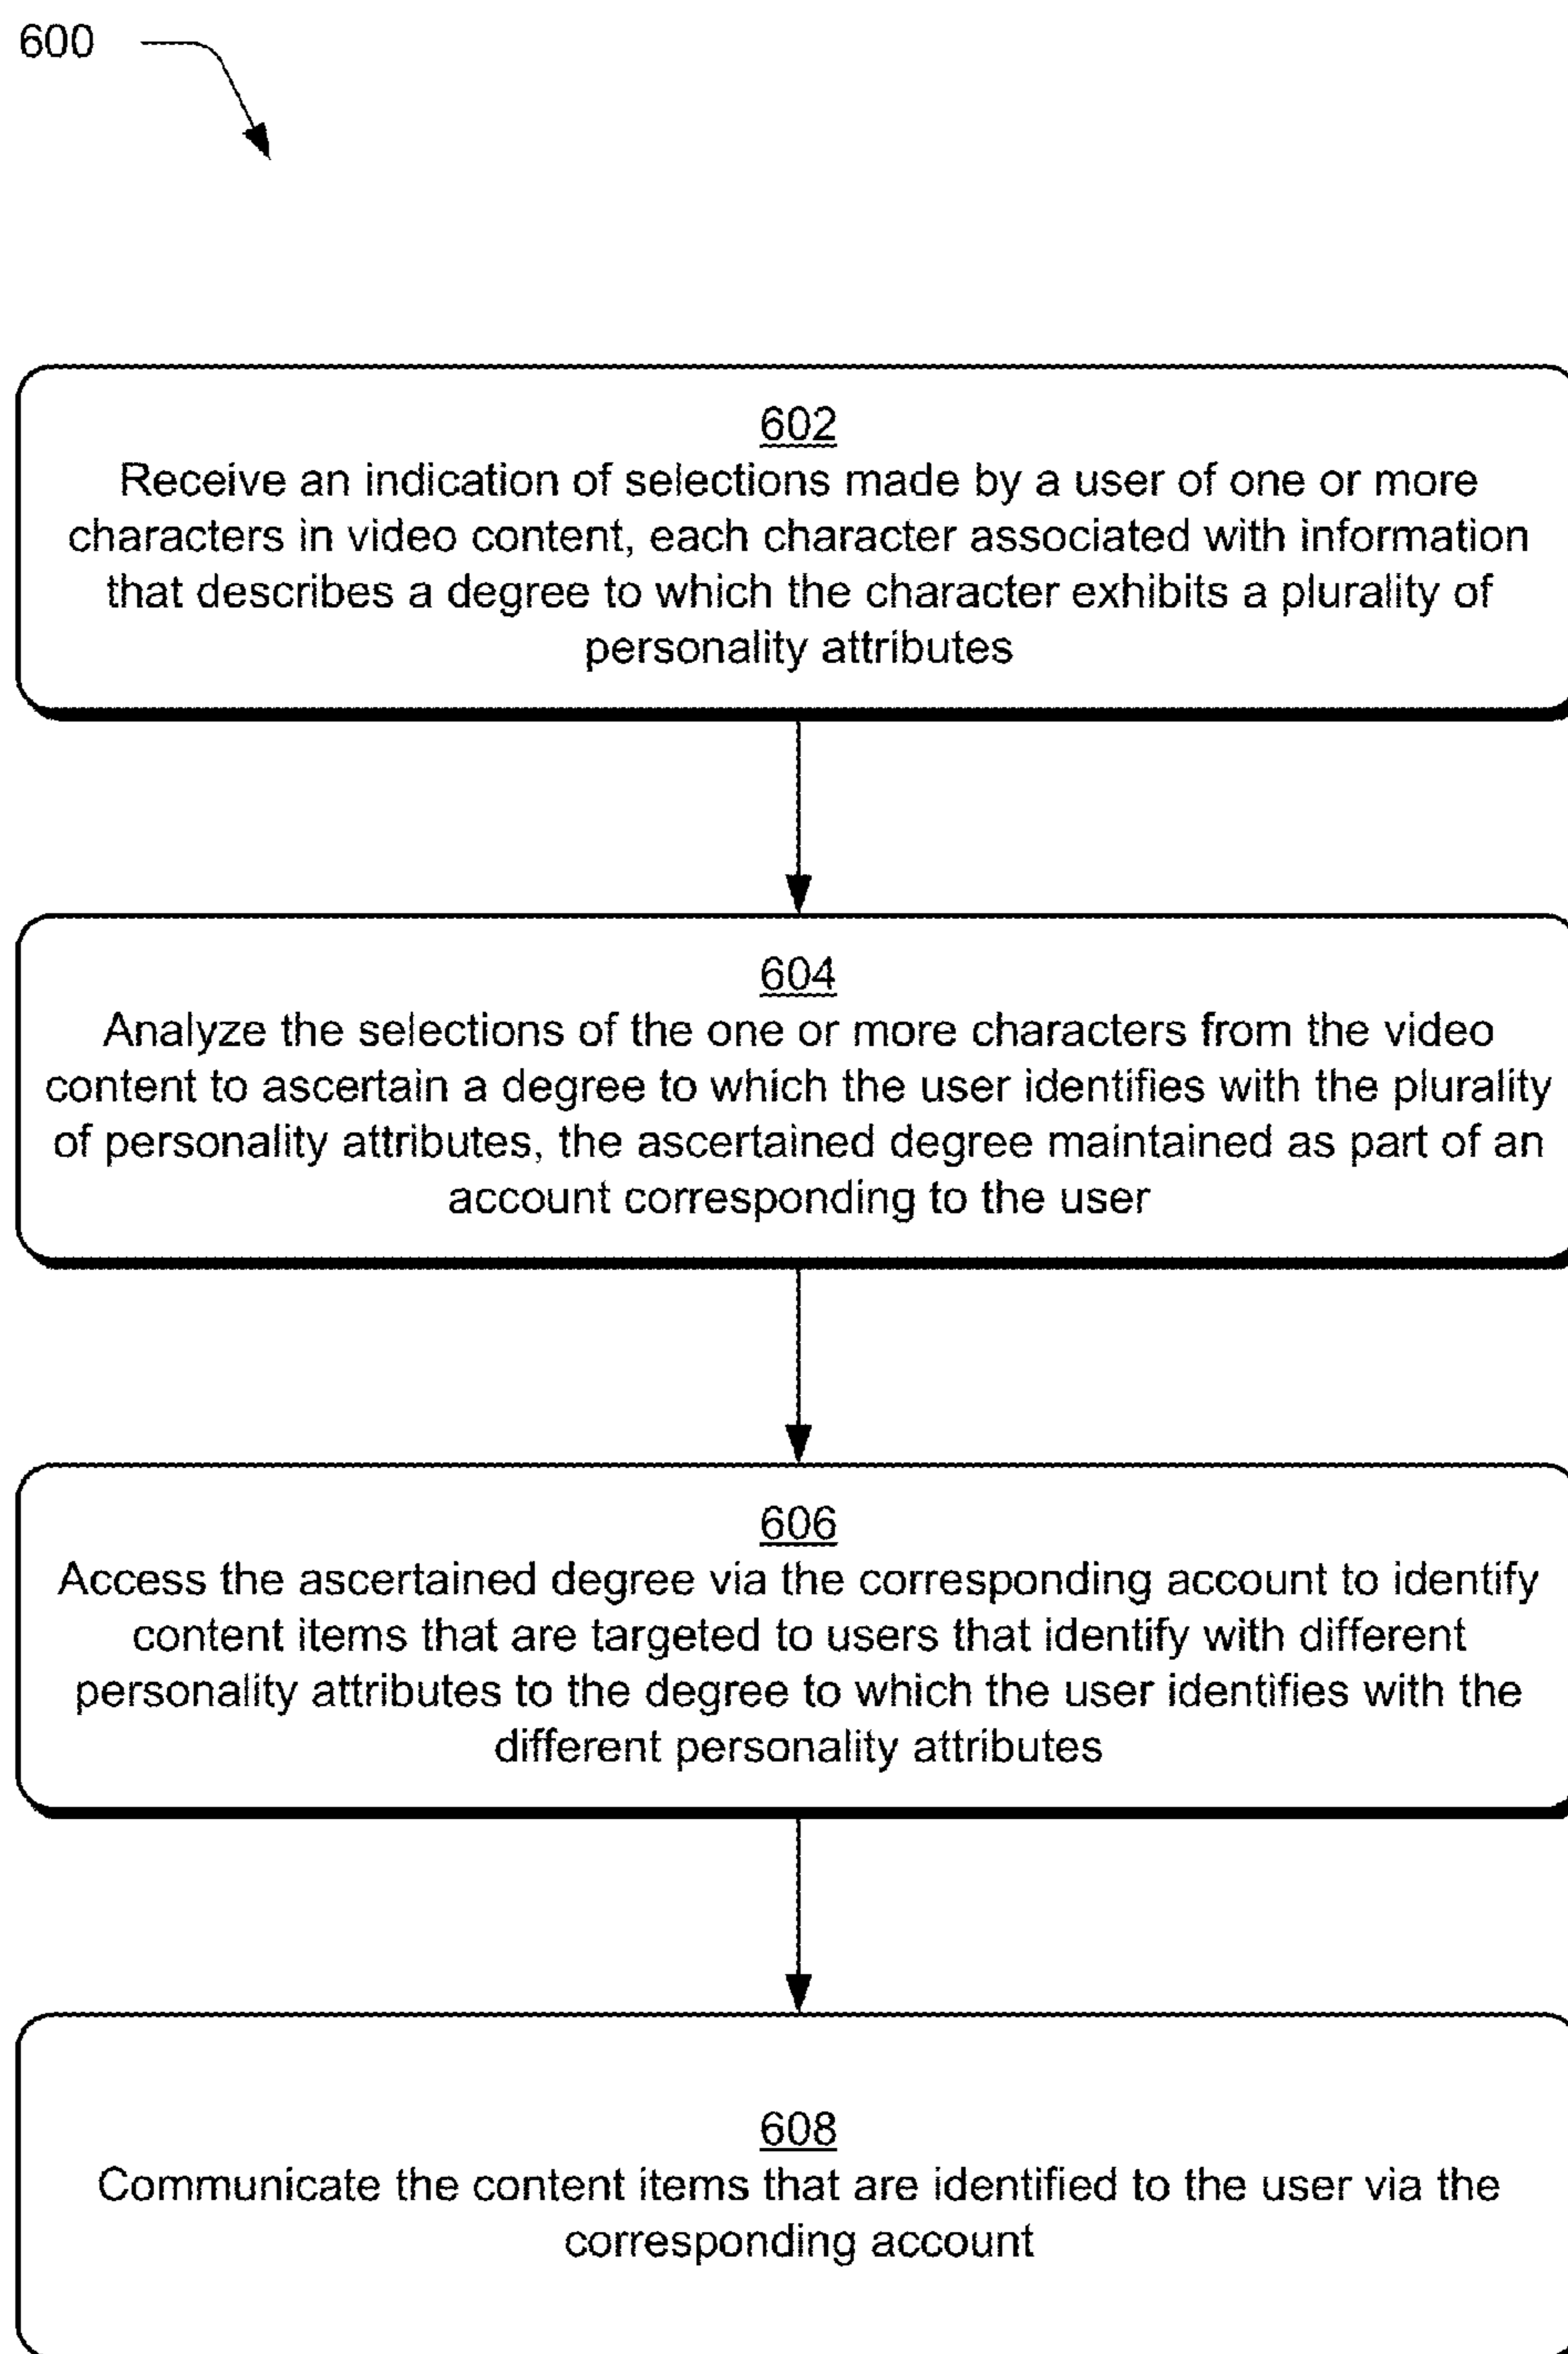 600
602
Receive an indication of selections made by a user of one or more
characters in video content, each character associated with information
that describes a degree to which the character exhibits a plurality of
personality attributes
604
Analyze the selections of the one or more characters from the video
content to ascertain a degree to which the user identifies with the plurality
of personality attributes, the ascertained degree maintained as part of an
account corresponding to the user
606
Access the ascertained degree via the corresponding account to identify
content items that are targeted to users that identify with different
personality attributes to the degree to which the user identifies with the
different personality attributes
608
Communicate the content items that are identified to the user via the
corresponding account